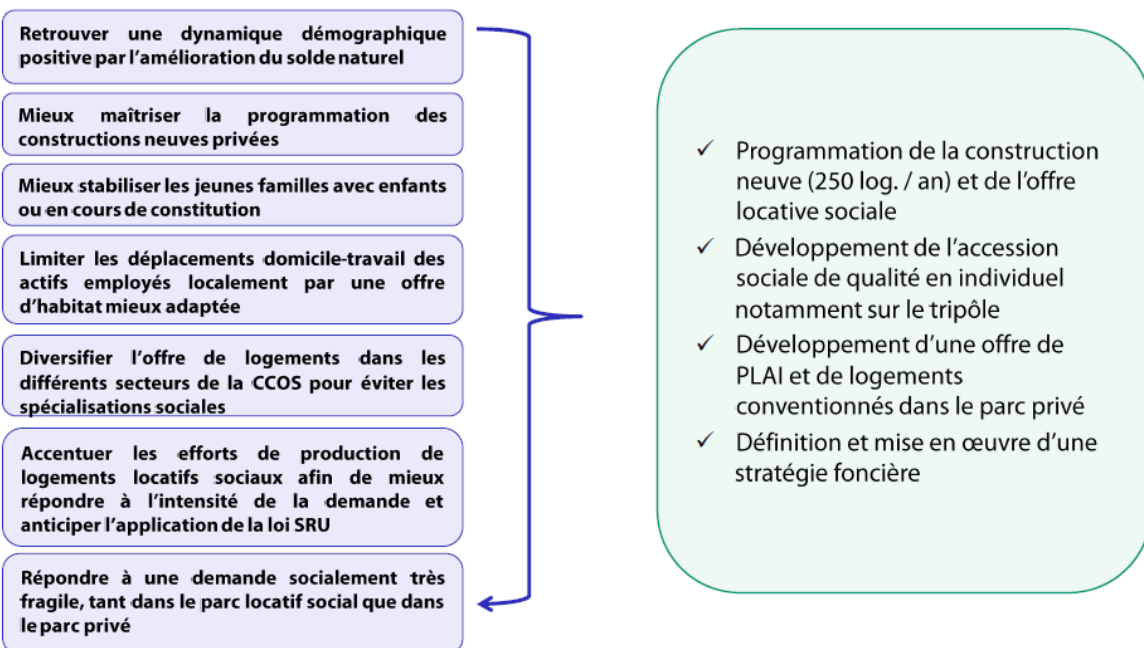 Retrouver une dynamique démographique
positive par l'amélioration du solde naturel
Mieux maîtriser la programmation des
constructions neuves privées
Mieux stabiliser les jeunes familles avec enfants
ou en cours de constitution
Limiter les déplacements domicile-travail des
actifs employés localement par une offre
d'habitat mieux adaptée
Diversifier l'offre de logements dans les
différents secteurs de la CCOS pour éviter les
spécialisations sociales
Accentuer les efforts de production de
logements locatifs sociaux afin de mieux
répondre à l'intensité de la demande et
anticiper l'application de la loi SRU
Répondre à une demande socialement très
fragile, tant dans le parc locatif social que dans
le parc privé
✓ Programmation de la construction
neuve (250 log. / an) et de l'offre
locative sociale
✓ Développement de l'accession
sociale de qualité en individuel
notamment sur le tripôle
✓ Développement d'une offre de
PLAI et de logements
conventionnés dans le parc privé
✓ Définition et mise en œuvre d'une
stratégie foncière